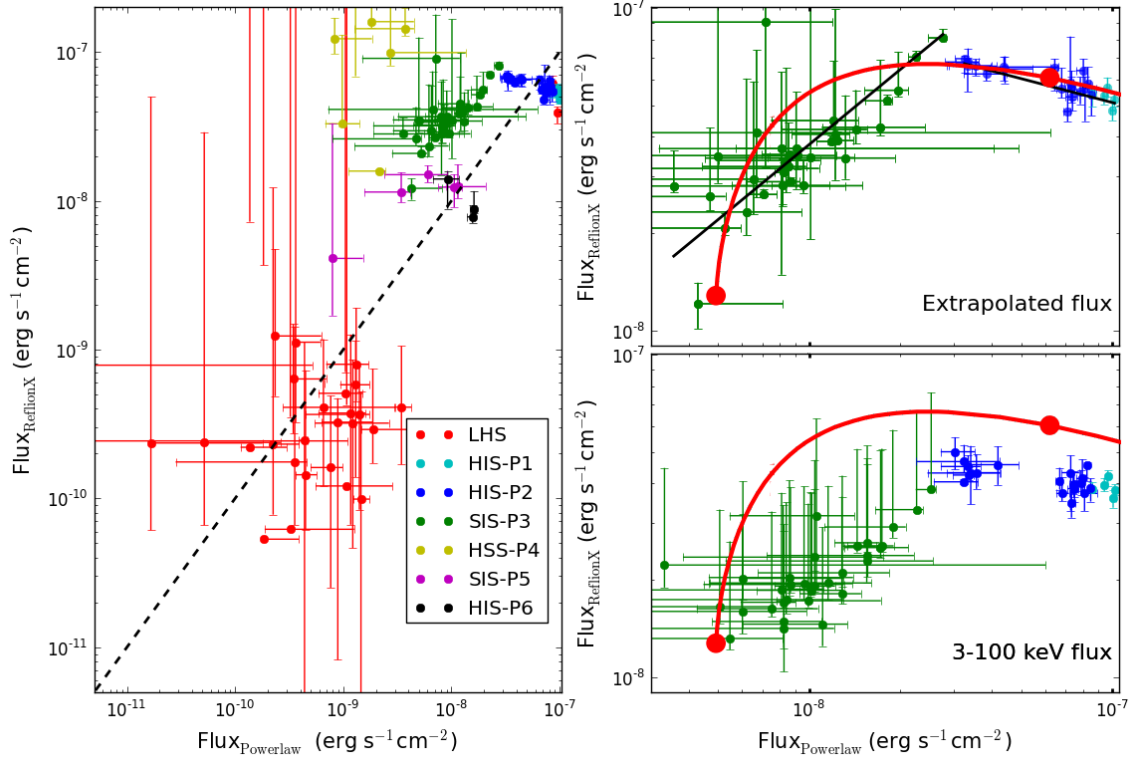 10⁻⁷
10⁻⁸
10⁻⁹
10⁻¹⁰
10⁻¹¹
Flux_ReflionX (erg s⁻¹ cm⁻²)
10⁻¹¹ 10⁻¹⁰ 10⁻⁹ 10⁻⁸ 10⁻⁷
Flux_Powerlaw (erg s⁻¹ cm⁻²)
LHS
HIS-P1
HIS-P2
SIS-P3
HSS-P4
SIS-P5
HIS-P6
10⁻⁷
10⁻⁸
Flux_ReflionX (erg s⁻¹ cm⁻²)
Extrapolated flux
10⁻⁷
10⁻⁸
Flux_ReflionX (erg s⁻¹ cm⁻²)
3-100 keV flux
10⁻⁸ 10⁻⁷
Flux_Powerlaw (erg s⁻¹ cm⁻²)